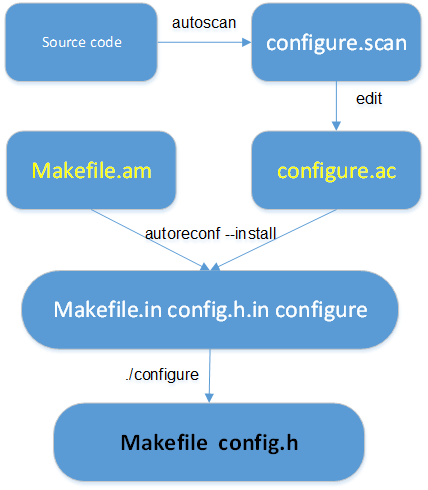 autoscan
Source code
configure.scan
edit
Makefile.am
configure.ac
autoreconf --install
Makefile.in config.h.in configure
./configure
Makefile config.h